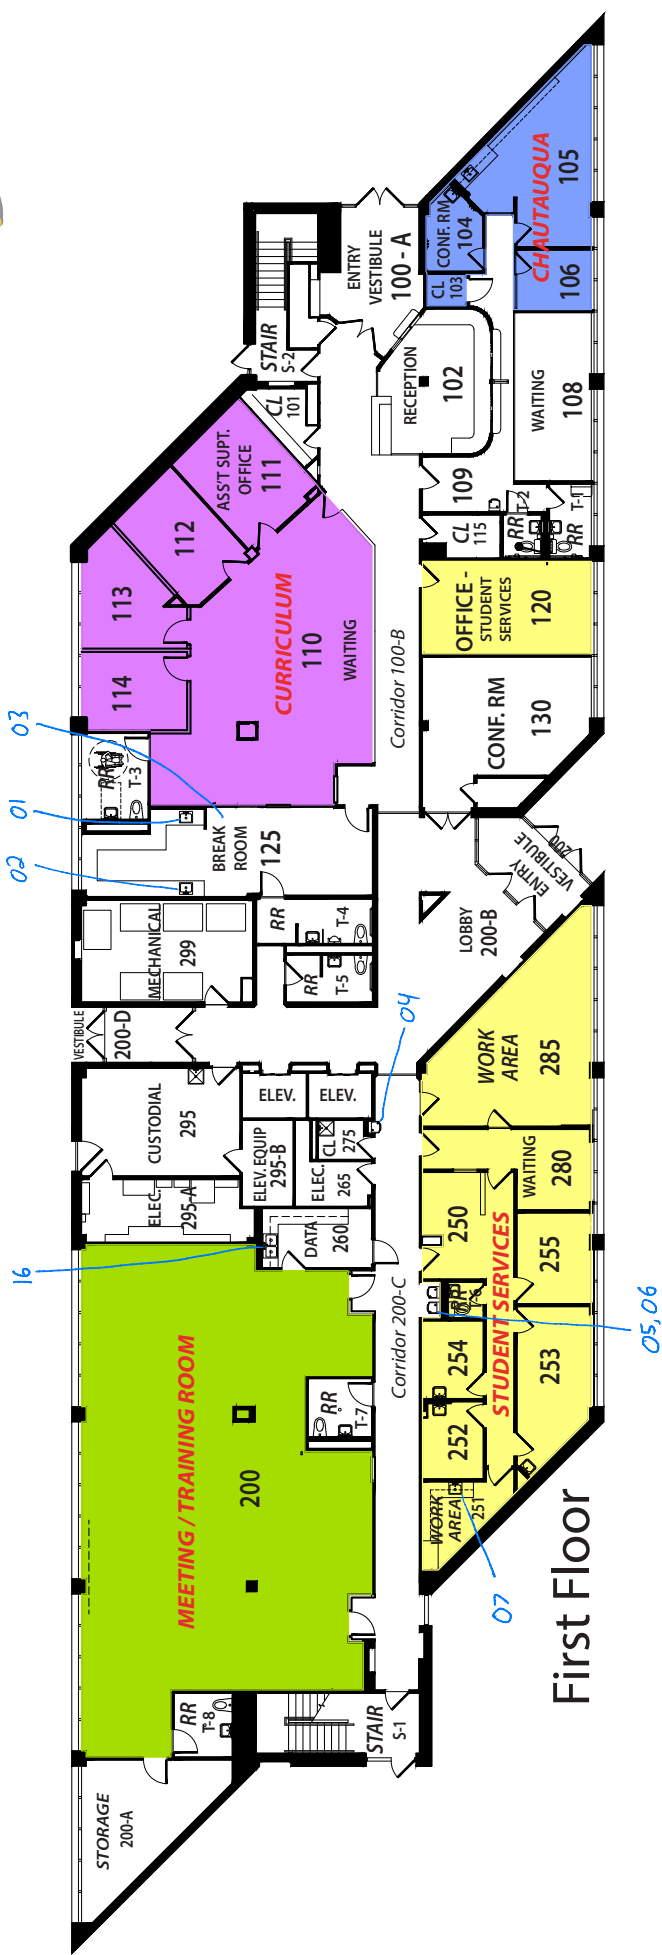 First Floor
STORAGE
200-A
RR
T-8
STAIR
S-1
MEETING / TRAINING ROOM
200
RR
T-7
Corridor 200-C
WORK
AREA
251
252
254
253
255
250
RR
T-6
STUDENT SERVICES
WAITING
280
WORK
AREA
285
ELEC.
295-A
DATA
260
ELEC.
265
CL
275
ELEV. EQUIP
295-B
CUSTODIAL
295
ELEV.
ELEV.
VESTIBULE
200-D
MECHANICAL
299
RR
T-5
RR
T-4
LOBBY
200-B
ENTRY
VESTIBULE
200
BREAK
ROOM
125
RR
T-3
CONF. RM
130
Corridor 100-B
114
113
112
ASS'T SUPT.
OFFICE
111
CURRICULUM
110
WAITING
OFFICE -
STUDENT
SERVICES
120
CL
115
RR
T-2
RR
T-1
109
CL
101
STAIR
S-2
RECEPTION
102
WAITING
108
ENTRY
VESTIBULE
100 - A
CL
103
CONF. RM
104
CHAUTAUQUA
106
105
16
02
01
03
04
05,06
07